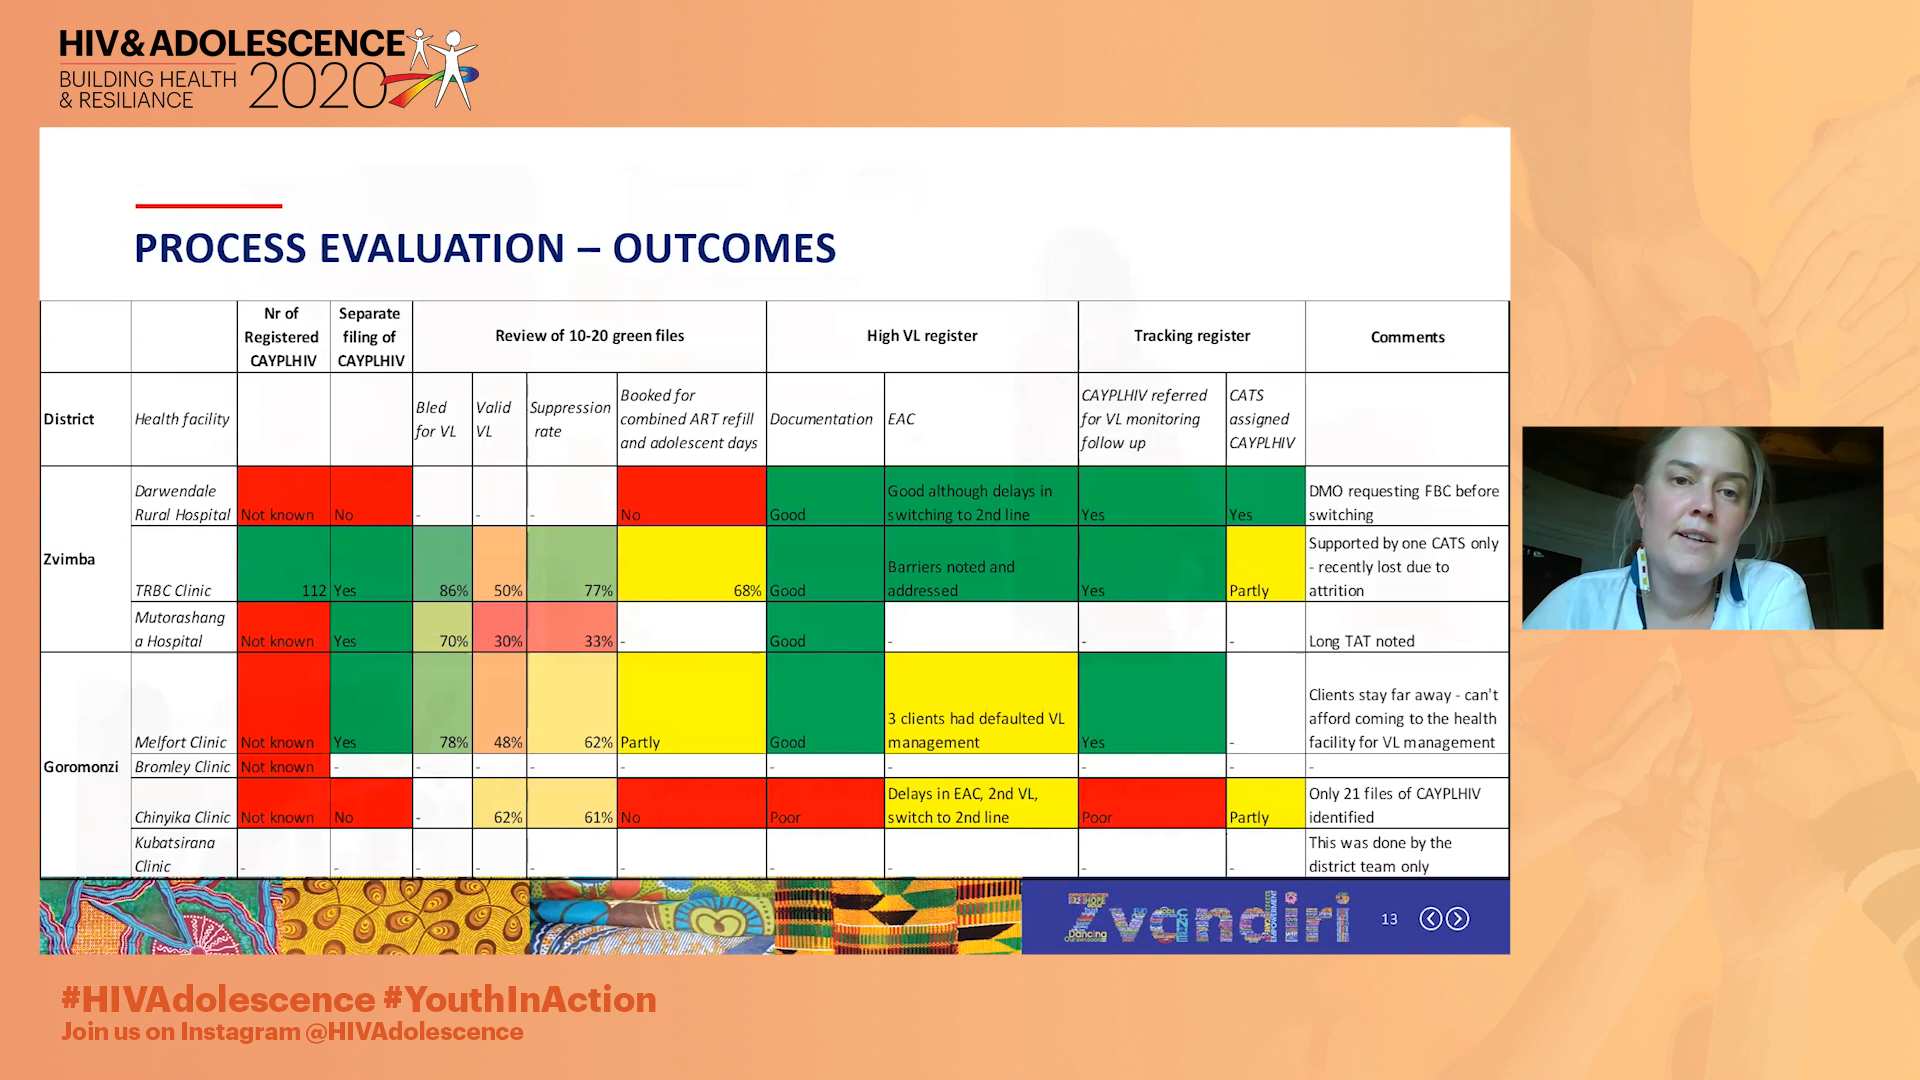 HIV & ADOLESCENCE
BUILDING HEALTH
& RESILIANCE
2020
PROCESS EVALUATION – OUTCOMES
Nr of Registered CAYPLHIV
Separate filing of CAYPLHIV
Review of 10-20 green files
High VL register
Tracking register
Comments
District
Health facility
Bled for VL
Valid VL
Suppression rate
Booked for combined ART refill and adolescent days
Documentation
EAC
CAYPLHIV referred for VL monitoring follow up
CATS assigned CAYPLHIV
Zvimba
Darwendale Rural Hospital
Not known
No
-
-
-
No
Good
Good although delays in switching to 2nd line
Yes
Yes
DMO requesting FBC before switching
TRBC Clinic
112
Yes
86%
50%
77%
68%
Good
Barriers noted and addressed
Yes
Partly
Supported by one CATS only - recently lost due to attrition
Mutorashanga Hospital
Not known
Yes
70%
30%
33%
-
Good
-
-
-
Long TAT noted
Goromonzi
Melfort Clinic
Not known
Yes
78%
48%
62%
Partly
Good
3 clients had defaulted VL management
Yes
-
Clients stay far away - can't afford coming to the health facility for VL management
Bromley Clinic
Not known
-
-
-
-
-
-
-
-
-
-
Chinyika Clinic
Not known
No
-
62%
61%
No
Poor
Delays in EAC, 2nd VL, switch to 2nd line
Poor
Partly
Only 21 files of CAYPLHIV identified
Kubatsirana Clinic
-
-
-
-
-
-
-
-
-
-
This was done by the district team only
Zvandiri
13
#HIVAdolescence #YouthInAction
Join us on Instagram @HIVAdolescence